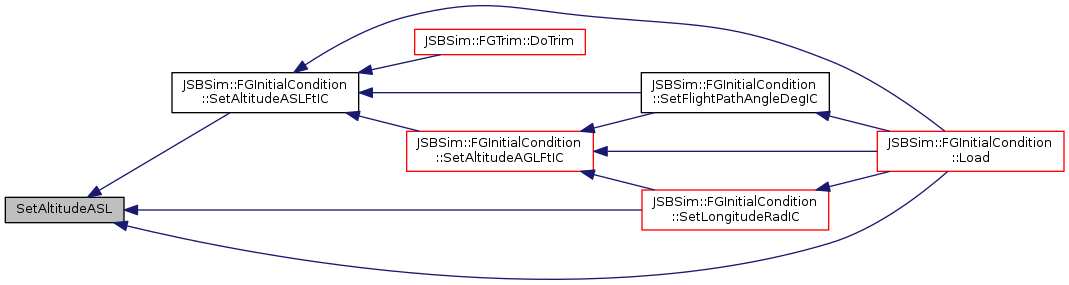 JSBSim::FGTrim::DoTrim
JSBSim::FGInitialCondition
::SetAltitudeASLFtIC
JSBSim::FGInitialCondition
::SetFlightPathAngleDegIC
JSBSim::FGInitialCondition
::SetAltitudeAGLFtIC
JSBSim::FGInitialCondition
::Load
SetAltitudeASL
JSBSim::FGInitialCondition
::SetLongitudeRadIC